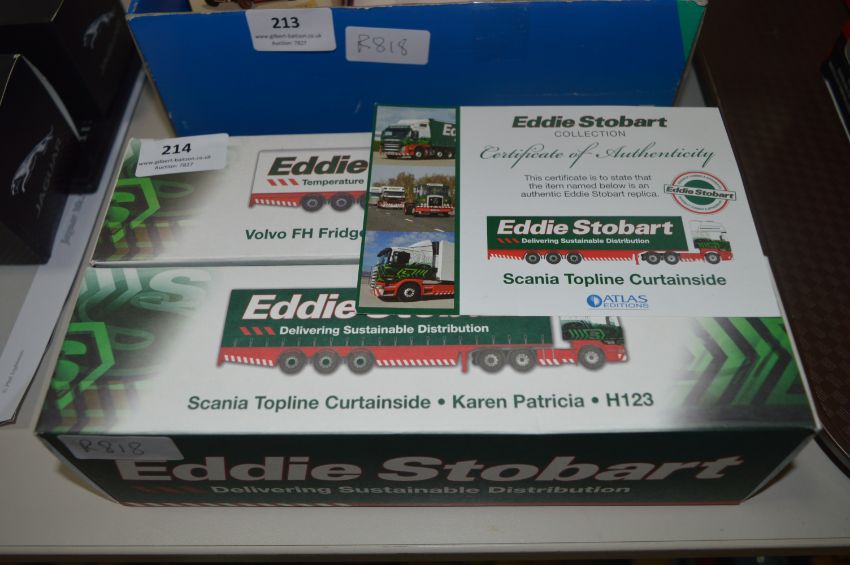 213
www.gilbert-baitson.co.uk
Auction: 7827
R818
214
www.gilbert-baitson.co.uk
Auction: 7827
JAGUAR
Eddie
Temperature
Volvo FH Fridge
Eddie Stobart
COLLECTION
Certificate of Authenticity
This certificate is to state that
the item named below is an
authentic Eddie Stobart replica.
Eddie Stobart
Eddie Stobart
Delivering Sustainable Distribution
Scania Topline Curtainside
ATLAS
EDITIONS
Eddie Stobart
Delivering Sustainable Distribution
Scania Topline Curtainside • Karen Patricia • H123
R818
Eddie Stobart
Delivering Sustainable Distribution